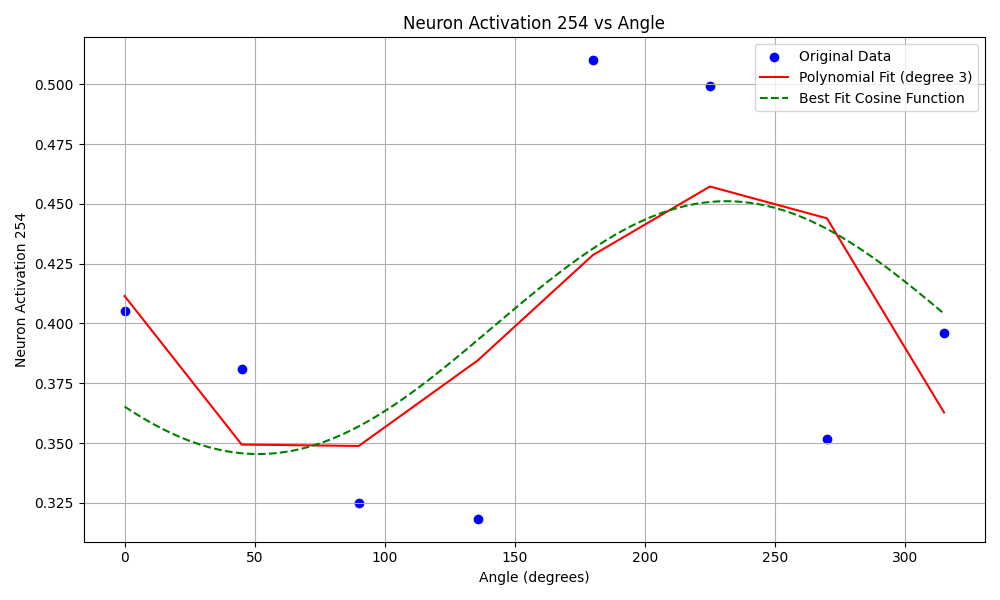 Neuron Activation 254 vs Angle
Original Data
Polynomial Fit (degree 3)
Best Fit Cosine Function
Neuron Activation 254
0.500
0.475
0.450
0.425
0.400
0.375
0.350
0.325
0 50 100 150 200 250 300
Angle (degrees)